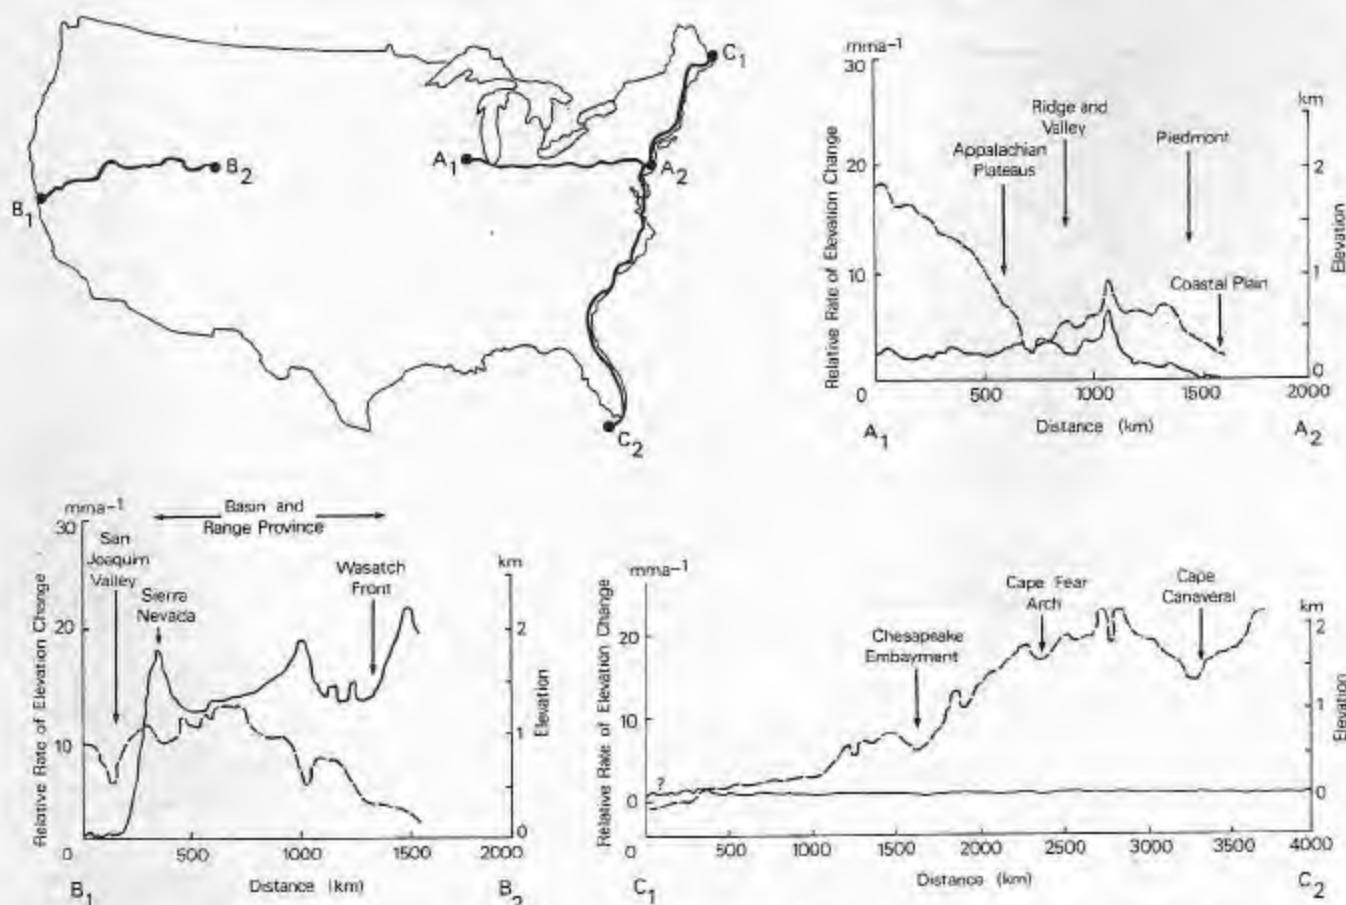 C₁
A₁
A₂
B₁
B₂
C₂
mma⁻¹
30
20
10
0
Relative Rate of Elevation Change
Appalachian
Plateaus
Ridge and
Valley
Piedmont
Coastal Plain
km
2
1
0
Elevation
0
500
1000
1500
2000
Distance (km)
A₁
A₂
mma⁻¹
30
20
10
Relative Rate of Elevation Change
San
Joaquim
Valley
Sierra
Nevada
Basin and
Range Province
Wasatch
Front
km
2
1
0
Elevation
0
500
1000
1500
2000
Distance (km)
B₁
B₂
mma⁻¹
20
10
0
Relative Rate of Elevation Change
?
Chesapeake
Embayment
Cape Fear
Arch
Cape
Canaveral
km
2
1
0
Elevation
0
500
1000
1500
2000
2500
3000
3500
4000
Distance (km)
C₁
C₂